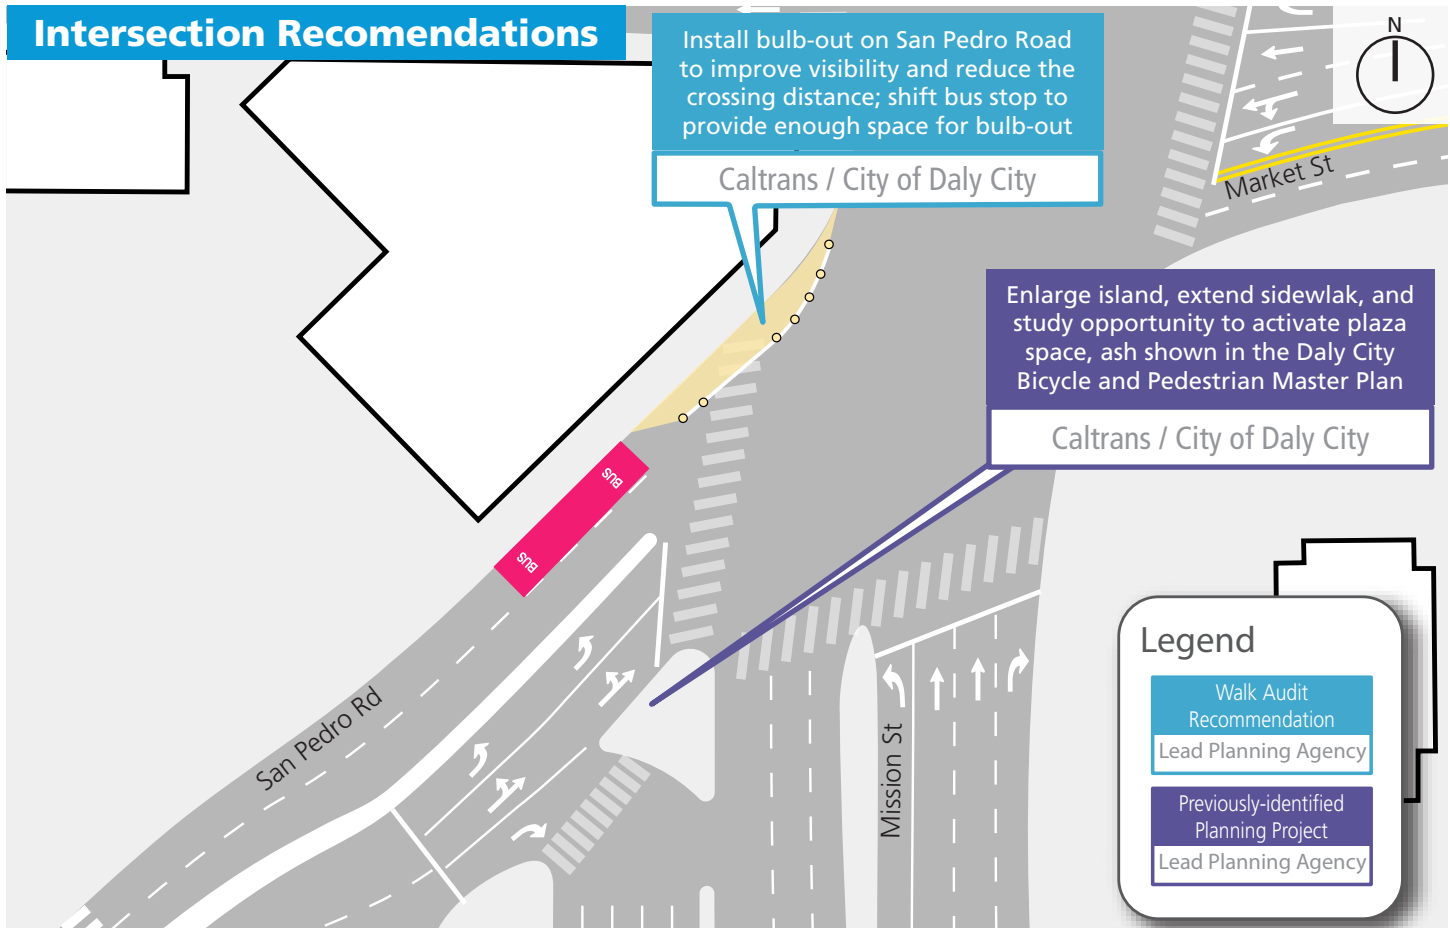 Intersection Recomendations
Install bulb-out on San Pedro Road
to improve visibility and reduce the
crossing distance; shift bus stop to
provide enough space for bulb-out
Caltrans / City of Daly City
N
Market St
Enlarge island, extend sidewlak, and
study opportunity to activate plaza
space, ash shown in the Daly City
Bicycle and Pedestrian Master Plan
Caltrans / City of Daly City
BUS
BUS
San Pedro Rd
Mission St
Legend
Walk Audit
Recommendation
Lead Planning Agency
Previously-identified
Planning Project
Lead Planning Agency